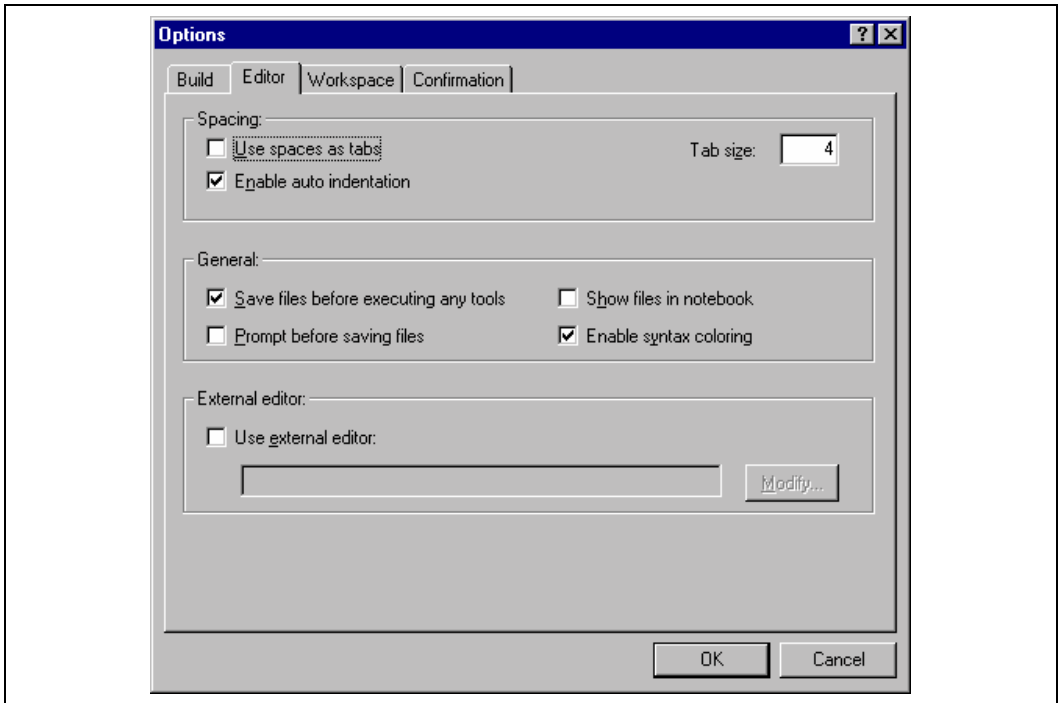 Options
Build Editor Workspace Confirmation
Spacing:
Use spaces as tabs Tab size: 4
Enable auto indentation
General:
Save files before executing any tools Show files in notebook
Prompt before saving files Enable syntax coloring
External editor:
Use external editor:
Modify...
OK Cancel